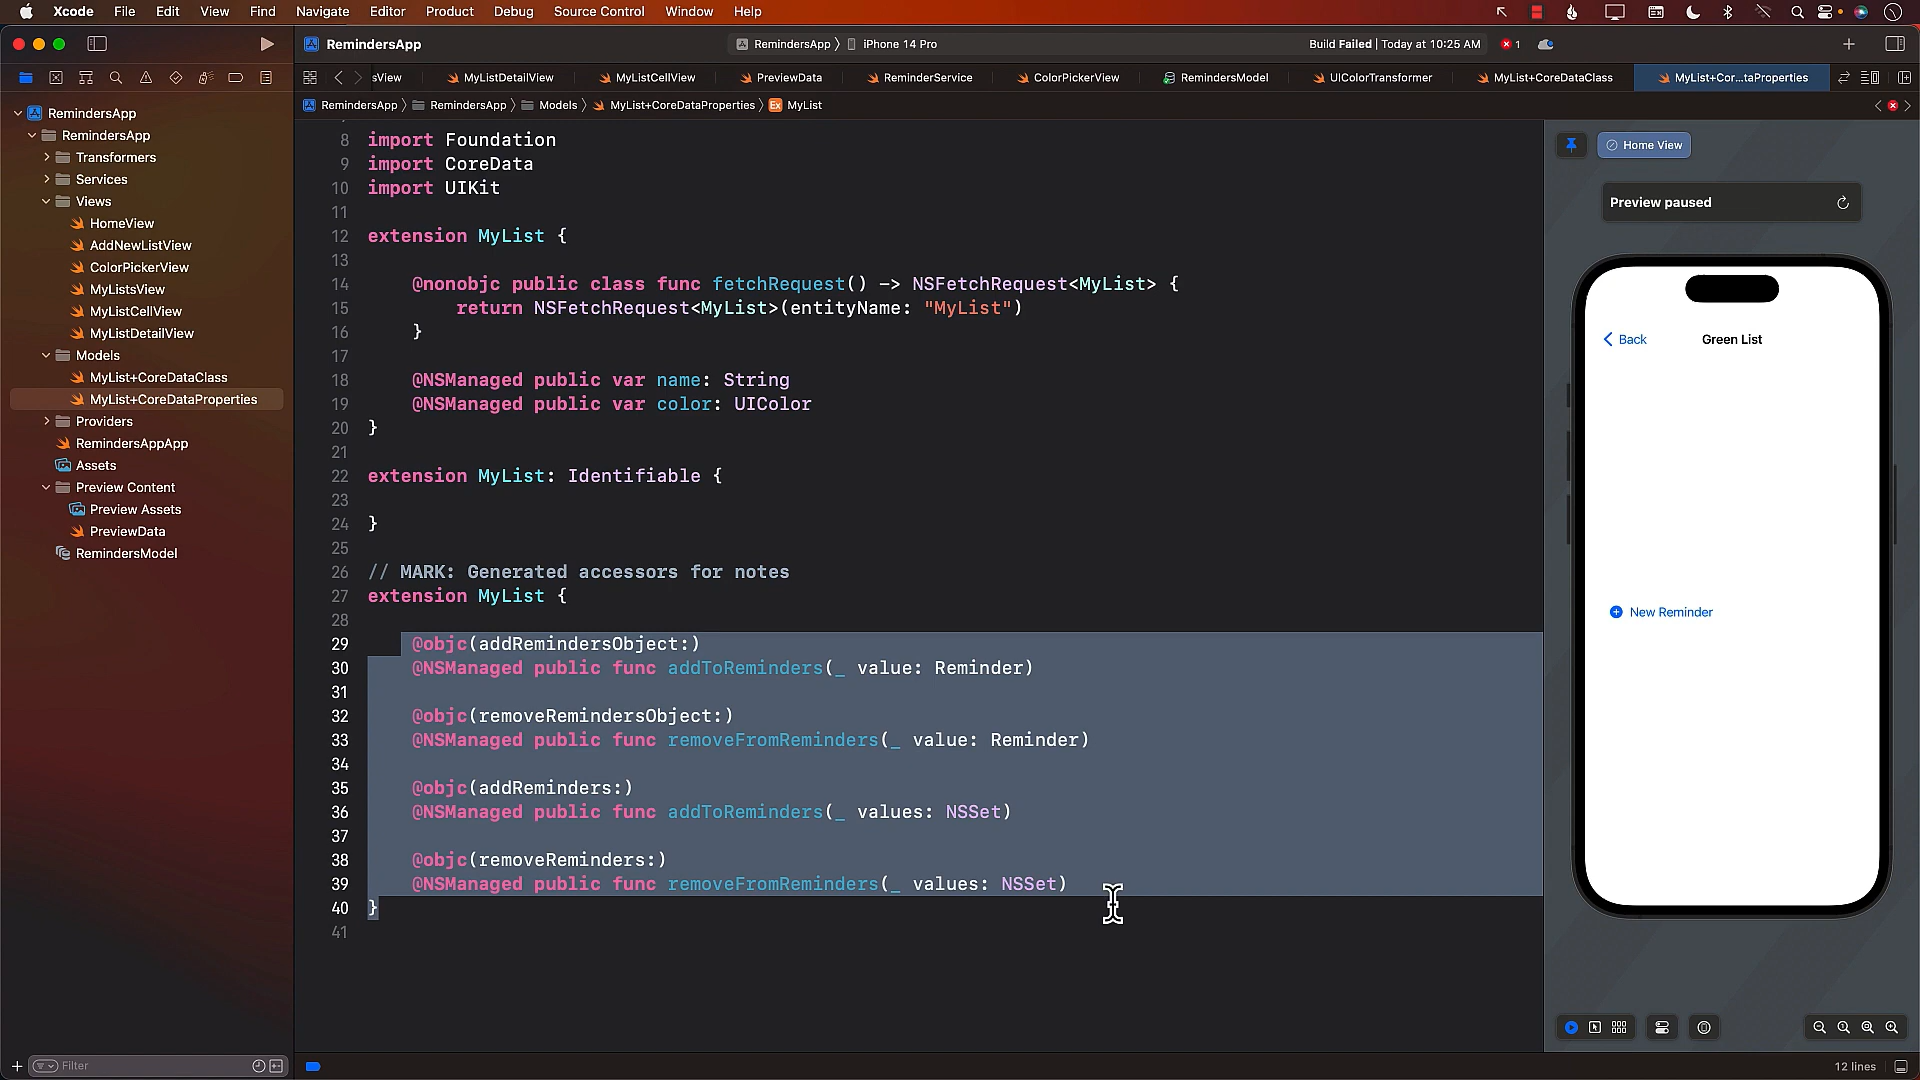 Xcode File Edit View Find Navigate Editor Product Debug Source Control Window Help
RemindersApp
RemindersApp iPhone 14 Pro
Build Failed | Today at 10:25 AM
1
sView MyListDetailView MyListCellView PreviewData ReminderService ColorPickerView RemindersModel UIColorTransformer MyList+CoreDataClass MyList+Cor...taProperties
RemindersApp RemindersApp Models MyList+CoreDataProperties Ex MyList
RemindersApp
RemindersApp
Transformers
Services
Views
HomeView
AddNewListView
ColorPickerView
MyListsView
MyListCellView
MyListDetailView
Models
MyList+CoreDataClass
MyList+CoreDataProperties
Providers
RemindersAppApp
Assets
Preview Content
Preview Assets
PreviewData
RemindersModel
Filter
8 import Foundation
9 import CoreData
10 import UIKit
11
12 extension MyList {
13
14 @nonobjc public class func fetchRequest() -> NSFetchRequest<MyList> {
15 return NSFetchRequest<MyList>(entityName: "MyList")
16 }
17
18 @NSManaged public var name: String
19 @NSManaged public var color: UIColor
20 }
21
22 extension MyList: Identifiable {
23
24 }
25
26 // MARK: Generated accessors for notes
27 extension MyList {
28
29 @objc(addRemindersObject:)
30 @NSManaged public func addToReminders(_ value: Reminder)
31
32 @objc(removeRemindersObject:)
33 @NSManaged public func removeFromReminders(_ value: Reminder)
34
35 @objc(addReminders:)
36 @NSManaged public func addToReminders(_ values: NSSet)
37
38 @objc(removeReminders:)
39 @NSManaged public func removeFromReminders(_ values: NSSet)
40 }
41
Home View
Preview paused
Back Green List
New Reminder
12 lines